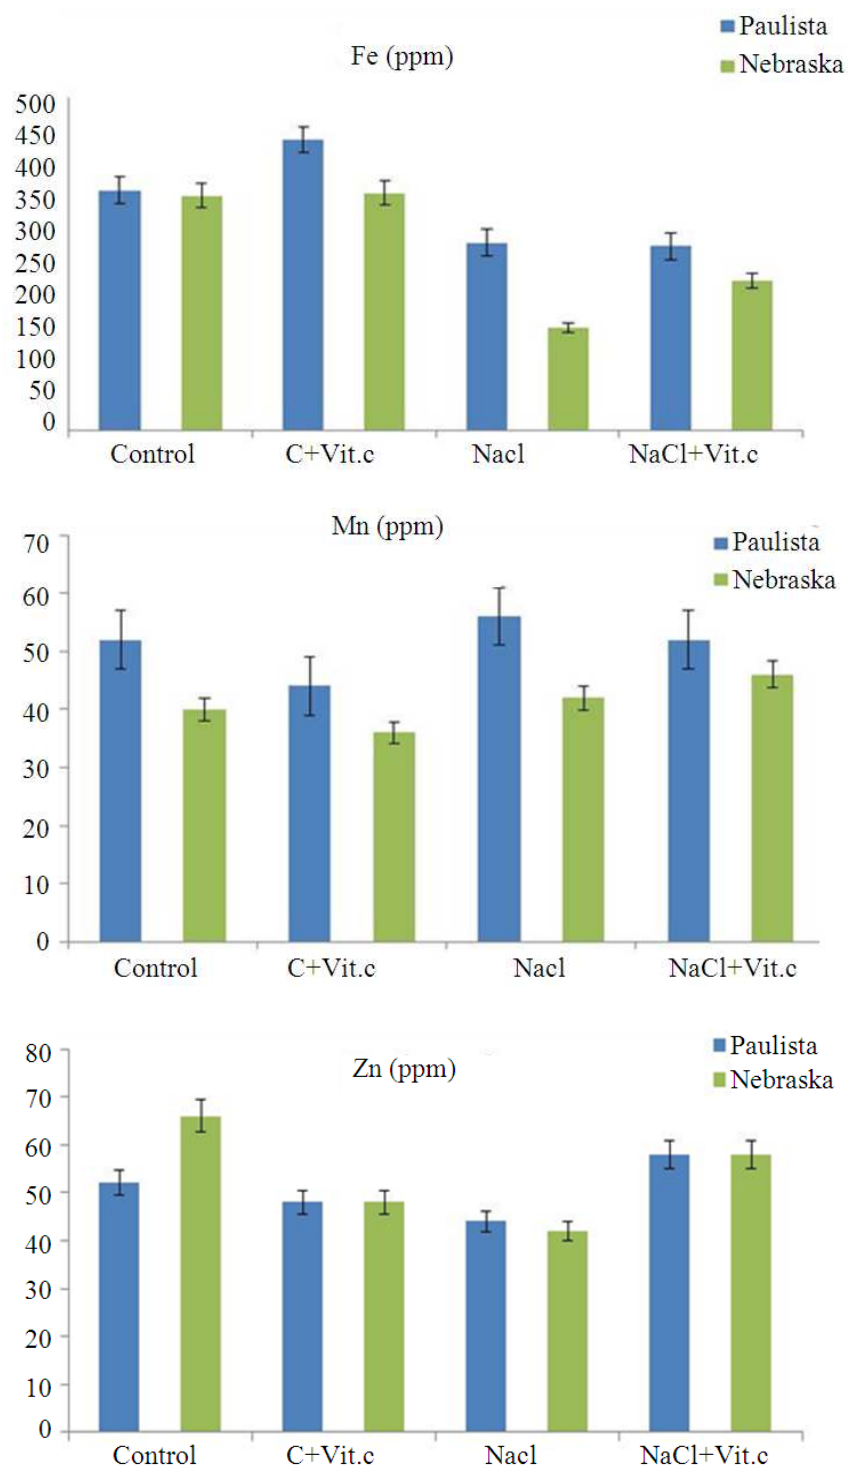 Paulista
Fe (ppm)
Nebraska
500
450
400
350
300
250
200
150
100
50
0
Control C+Vit.c Nacl NaCl+Vit.c
Mn (ppm)
Paulista
Nebraska
70
60
50
40
30
20
10
0
Control C+Vit.c Nacl NaCl+Vit.c
Paulista
Zn (ppm)
Nebraska
80
70
60
50
40
30
20
10
0
Control C+Vit.c Nacl NaCl+Vit.c